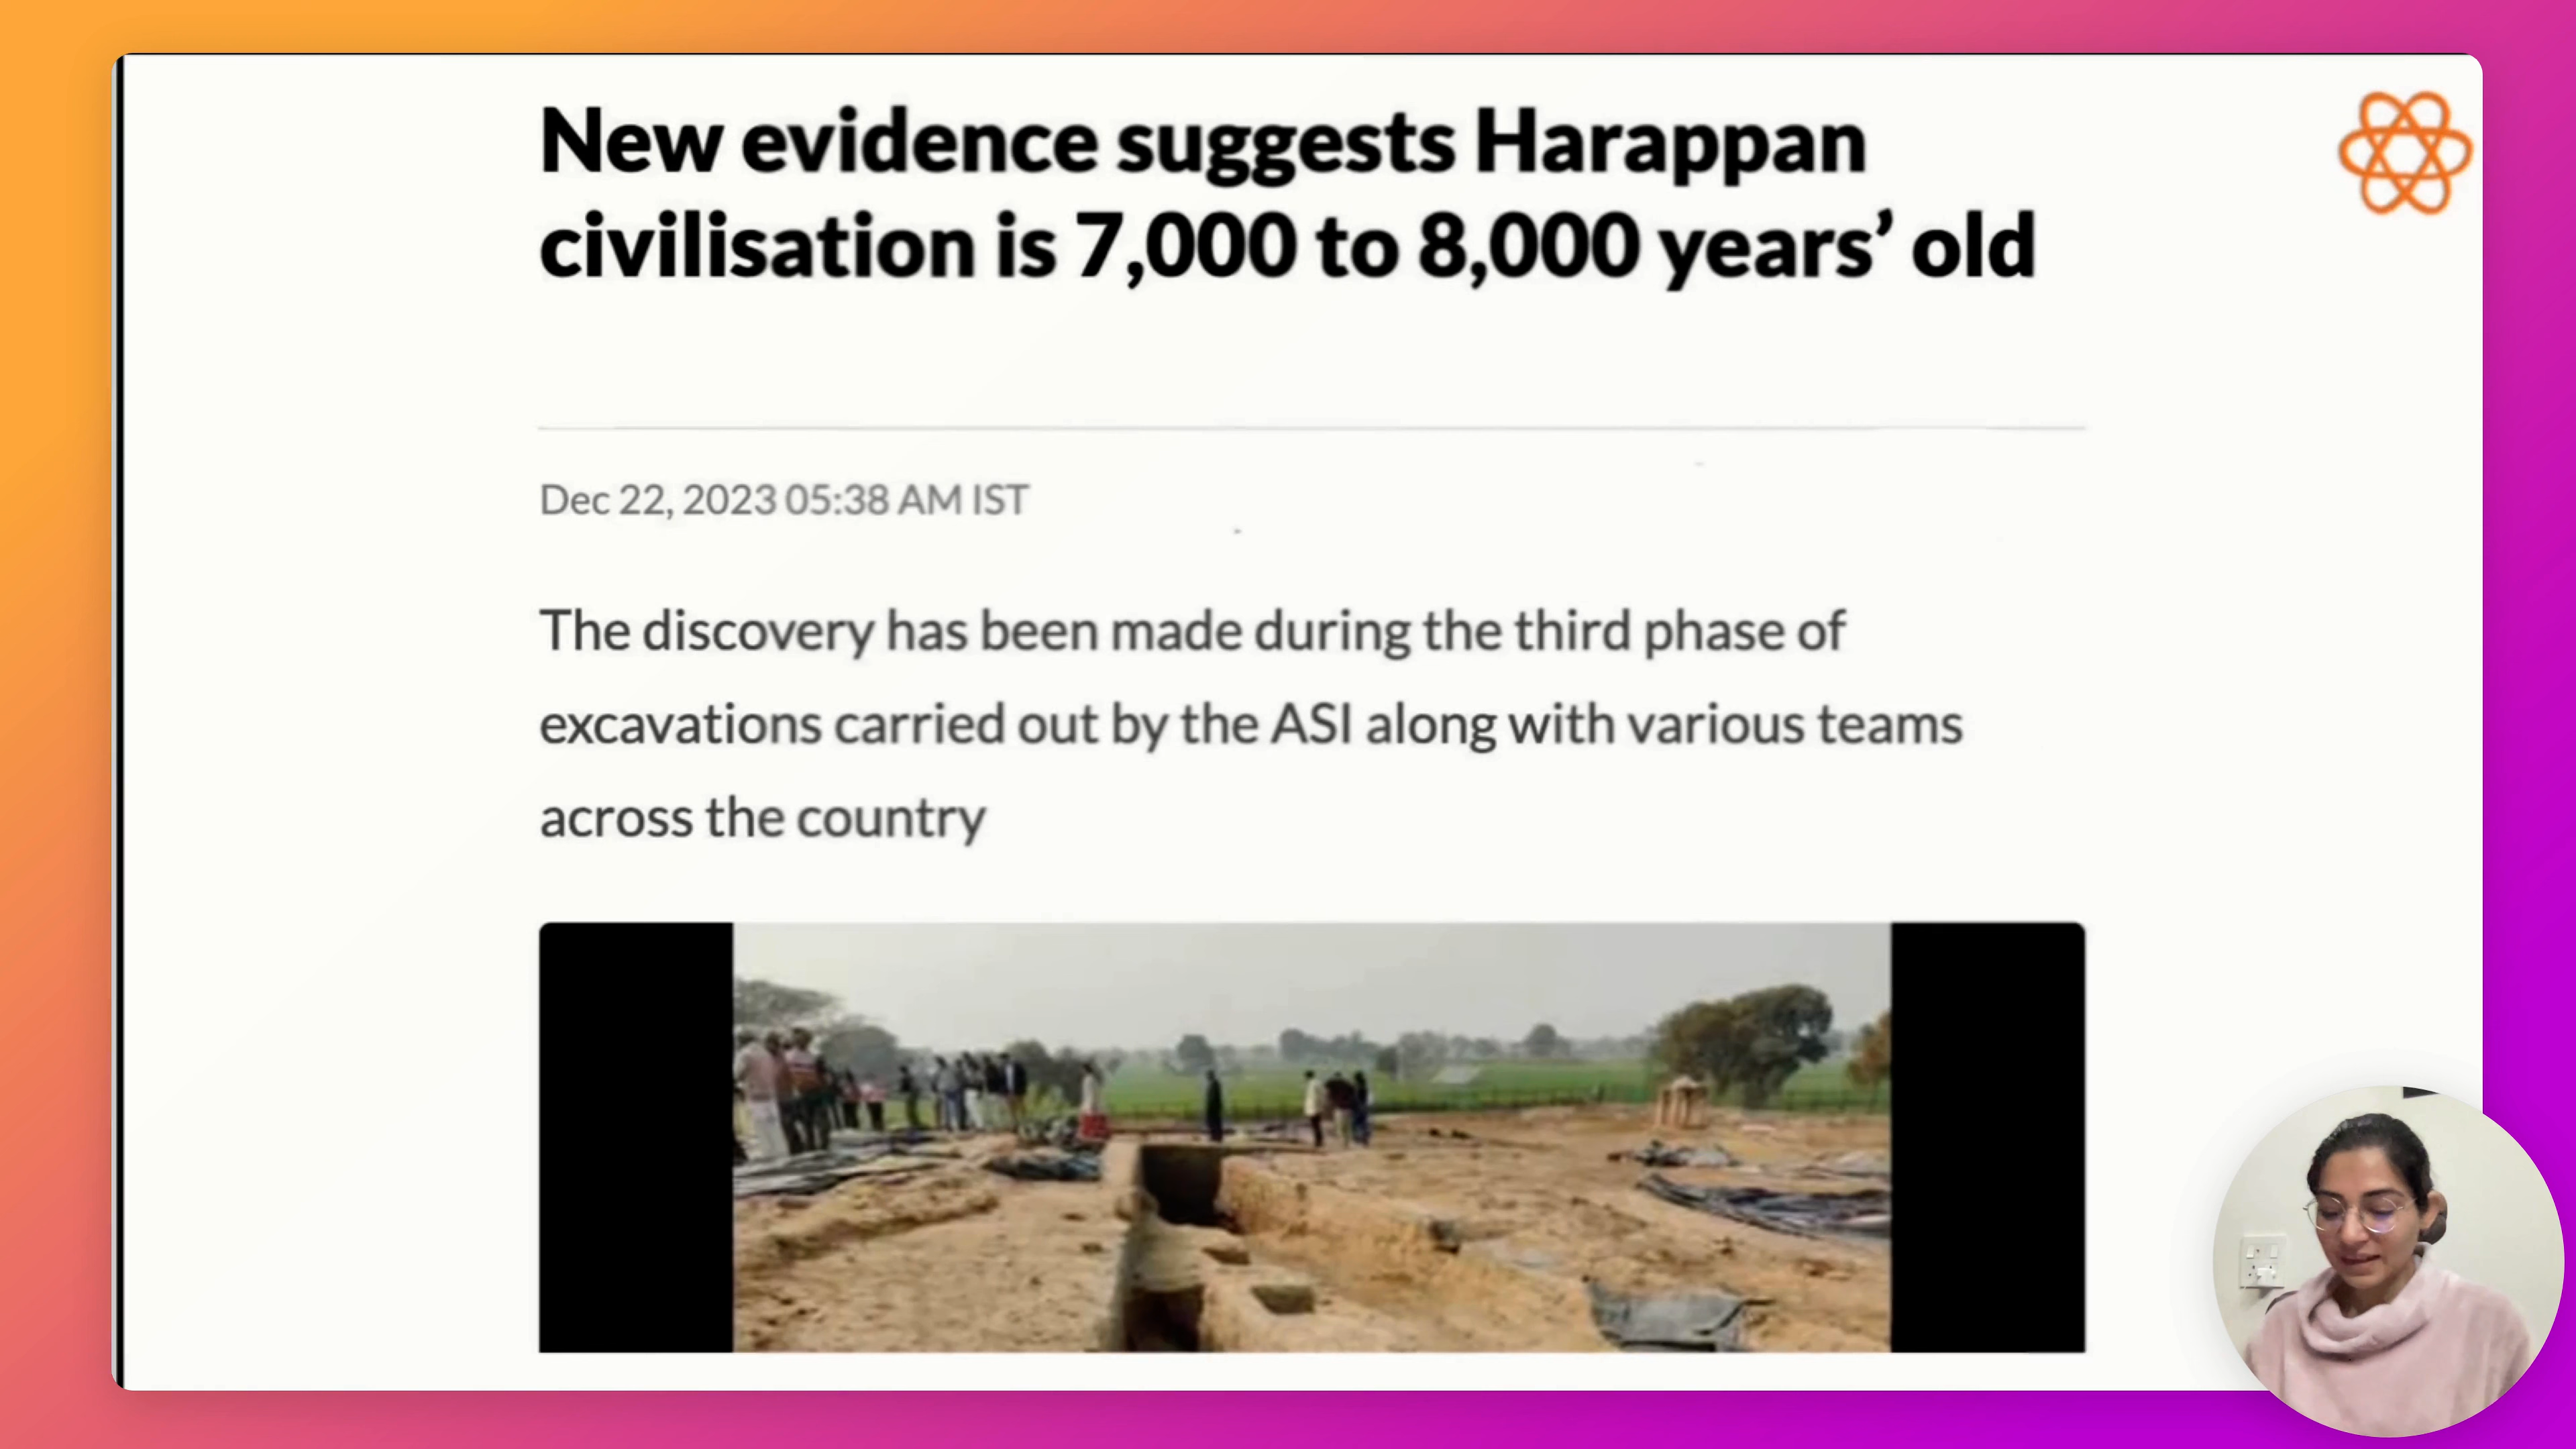 New evidence suggests Harappan
civilisation is 7,000 to 8,000 years’ old
Dec 22, 2023 05:38 AM IST
The discovery has been made during the third phase of
excavations carried out by the ASI along with various teams
across the country